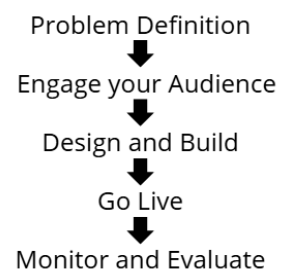 Problem Definition
Engage your Audience
Design and Build
Go Live
Monitor and Evaluate